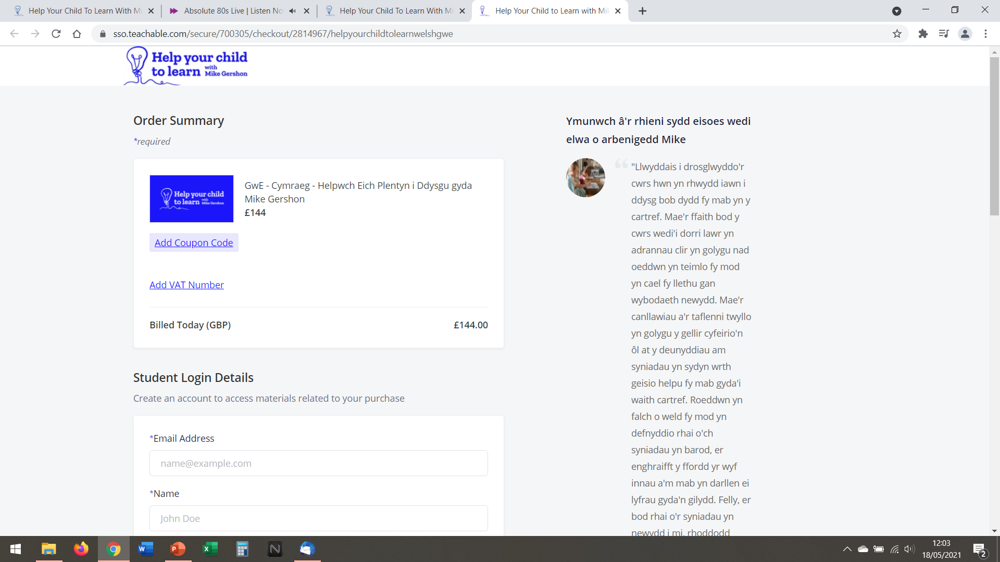 Help Your Child To Learn With Mi
Absolute 80s Live | Listen No
Help Your Child To Learn With Mi
Help Your Child to Learn with Mi
sso.teachable.com/secure/700305/checkout/2814967/helpyourchildtolearnwelshgwe
Help your child
to learn with Mike Gershon
Order Summary
*required
Help your child
to learn with Mike Gershon
GwE - Cymraeg - Helpwch Eich Plentyn i Ddysgu gyda
Mike Gershon
£144
Add Coupon Code
Add VAT Number
Billed Today (GBP) £144.00
Student Login Details
Create an account to access materials related to your purchase
*Email Address
name@example.com
*Name
John Doe
Ymunwch â'r rhieni sydd eisoes wedi
elwa o arbenigedd Mike
"Llwyddais i drosglwyddo'r
cwrs hwn yn rhwydd iawn i
ddysg bob dydd fy mab yn y
cartref. Mae'r ffaith bod y
cwrs wedi'i dorri lawr yn
adrannau clir yn golygu nad
oeddwn yn teimlo fy mod
yn cael fy llethu gan
wybodaeth newydd. Mae'r
canllawiau a'r taflenni twyllo
yn golygu y gellir cyfeirio'n
ôl at y deunyddiau am
syniadau yn sydyn wrth
geisio helpu fy mab gyda'i
waith cartref. Roeddwn yn
falch o weld fy mod yn
defnyddio rhai o'ch
syniadau yn barod, er
enghraifft y ffordd yr wyf
innau a'm mab yn darllen ei
lyfrau gyda'n gilydd. Felly, er
bod rhai o'r syniadau yn
newydd i mi, rhoddodd
12:03
18/05/2021
2